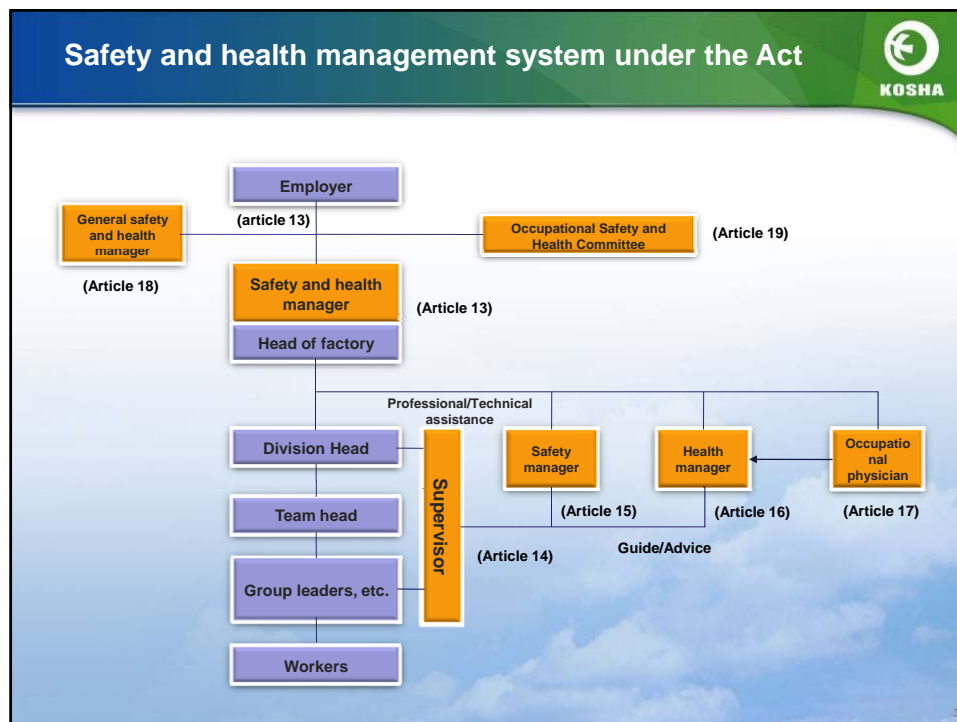 Safety and health management system under the Act
KOSHA
Employer
(article 13)
General safety
and health
manager
(Article 18)
Occupational Safety and
Health Committee
(Article 19)
Safety and health
manager
(Article 13)
Head of factory
Professional/Technical
assistance
Division Head
Supervisor
Safety
manager
Health
manager
Occupatio
nal
physician
(Article 15)
(Article 16)
(Article 17)
Team head
(Article 14)
Guide/Advice
Group leaders, etc.
Workers
3